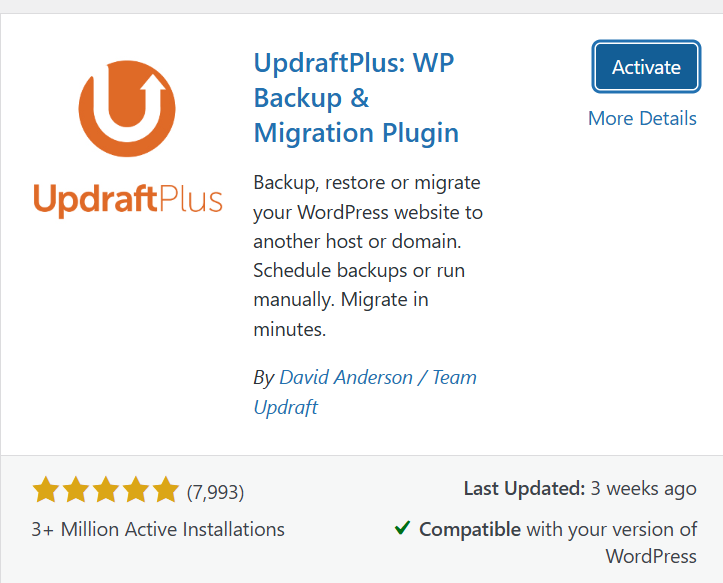 UpdraftPlus
UpdraftPlus: WP
Backup &
Migration Plugin
Backup, restore or migrate
your WordPress website to
another host or domain.
Schedule backups or run
manually. Migrate in
minutes.
By David Anderson / Team
Updraft
Activate
More Details
(7,993)
3+ Million Active Installations
Last Updated: 3 weeks ago
Compatible with your version of
WordPress